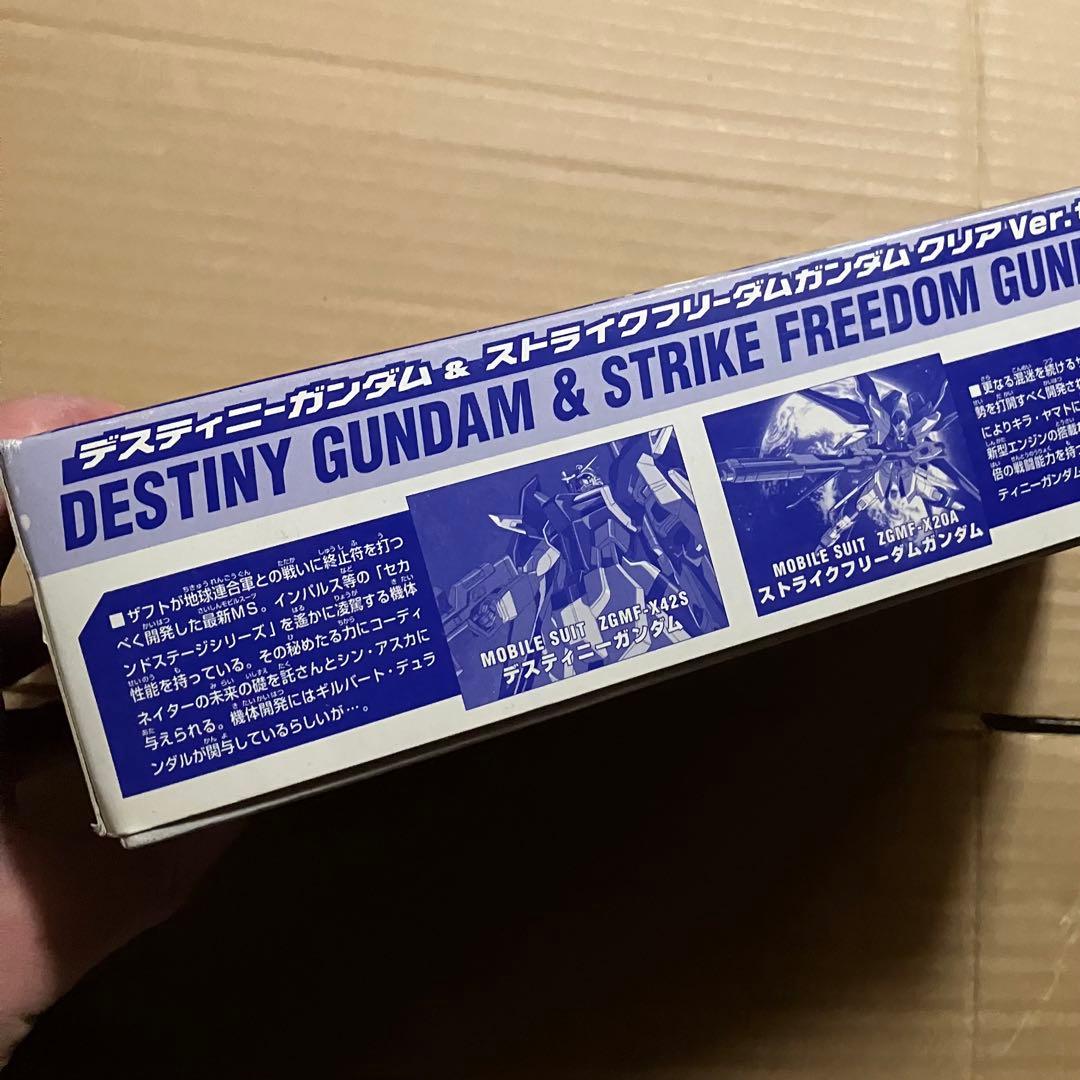 デスティニーガンダム & ストライクフリーダムガンダム クリア Ver.
DESTINY GUNDAM & STRIKE FREEDOM GUN
■ザフトが地球連合軍との戦いに終止符を打つ
べく開発した最新MS。インパルス等の「セカ
ンドステージシリーズ」を遥かに凌駕する機体
性能を持っている。その秘めたる力にコーディ
ネイターの未来の礎を託さんとシン・アスカに
与えられる。機体開発にはギルバート・デュラ
ンダルが関与しているらしいが…。
MOBILE SUIT ZGMF-X42S
デスティニーガンダム
MOBILE SUIT ZGMF-X20A
ストライクフリーダムガンダム
■更なる混迷を続ける
勢を打開すべく開発され
によりキラ・ヤマトに
新型エンジンの搭載
倍の戦闘能力を持つ
ティニーガンダム